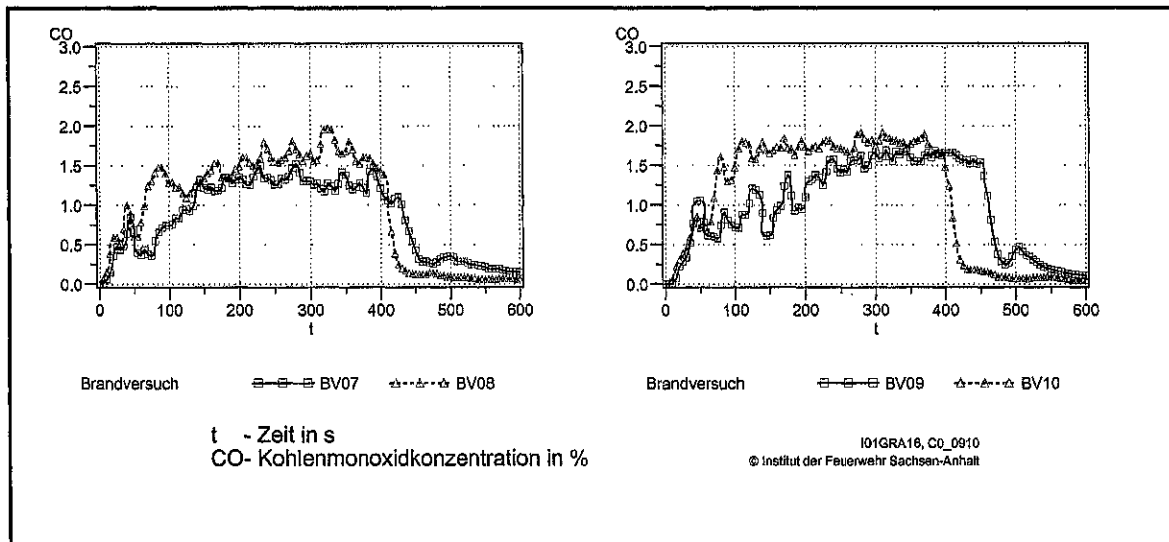 CO
3.0
2.5
2.0
1.5
1.0
0.5
0.0
0 100 200 300 400 500 600
t
Brandversuch BV07 BV08
CO
3.0
2.5
2.0
1.5
1.0
0.5
0.0
0 100 200 300 400 500 600
t
Brandversuch BV09 BV10
t - Zeit in s
CO- Kohlenmonoxidkonzentration in %
I01GRA16, C0_0910
© Institut der Feuerwehr Sachsen-Anhalt